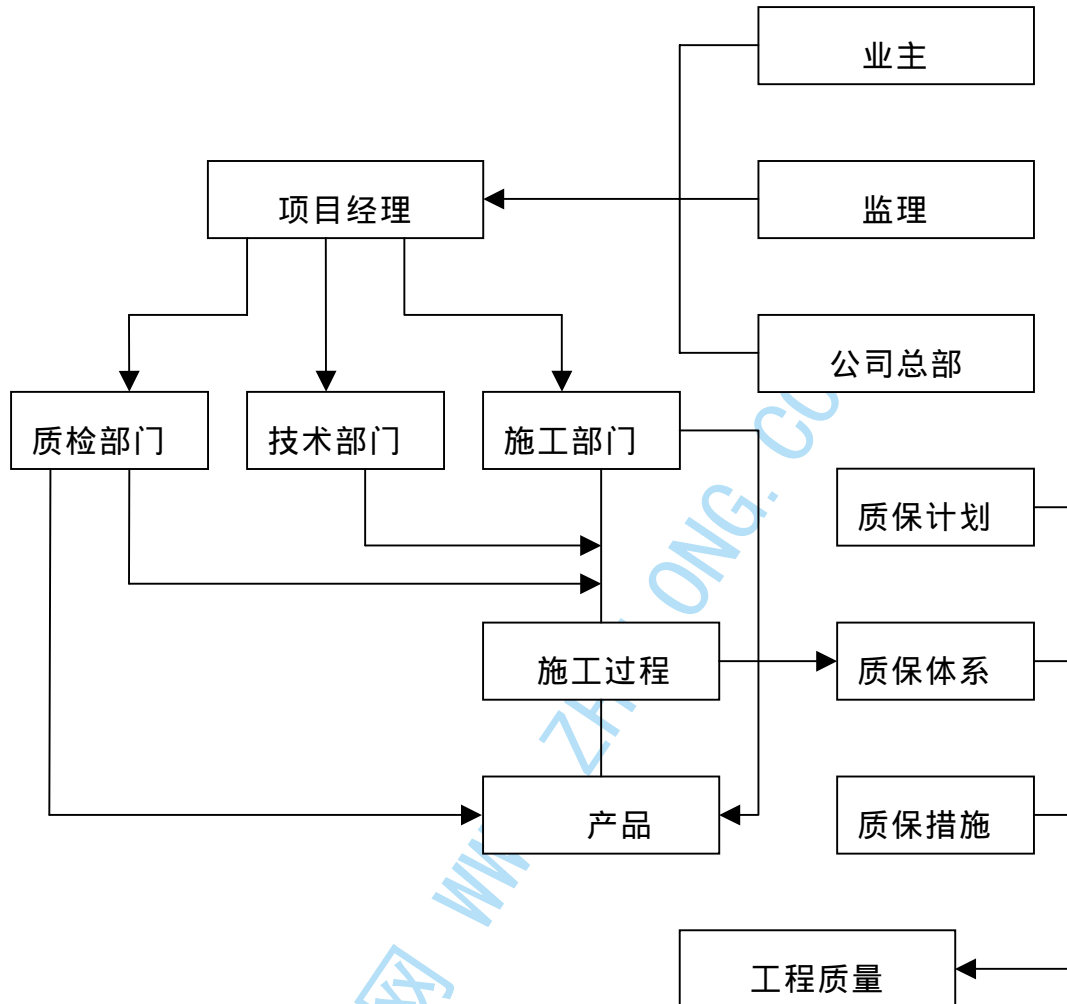 业主
项目经理
监理
公司总部
质检部门
技术部门
施工部门
质保计划
施工过程
质保体系
产品
质保措施
工程质量